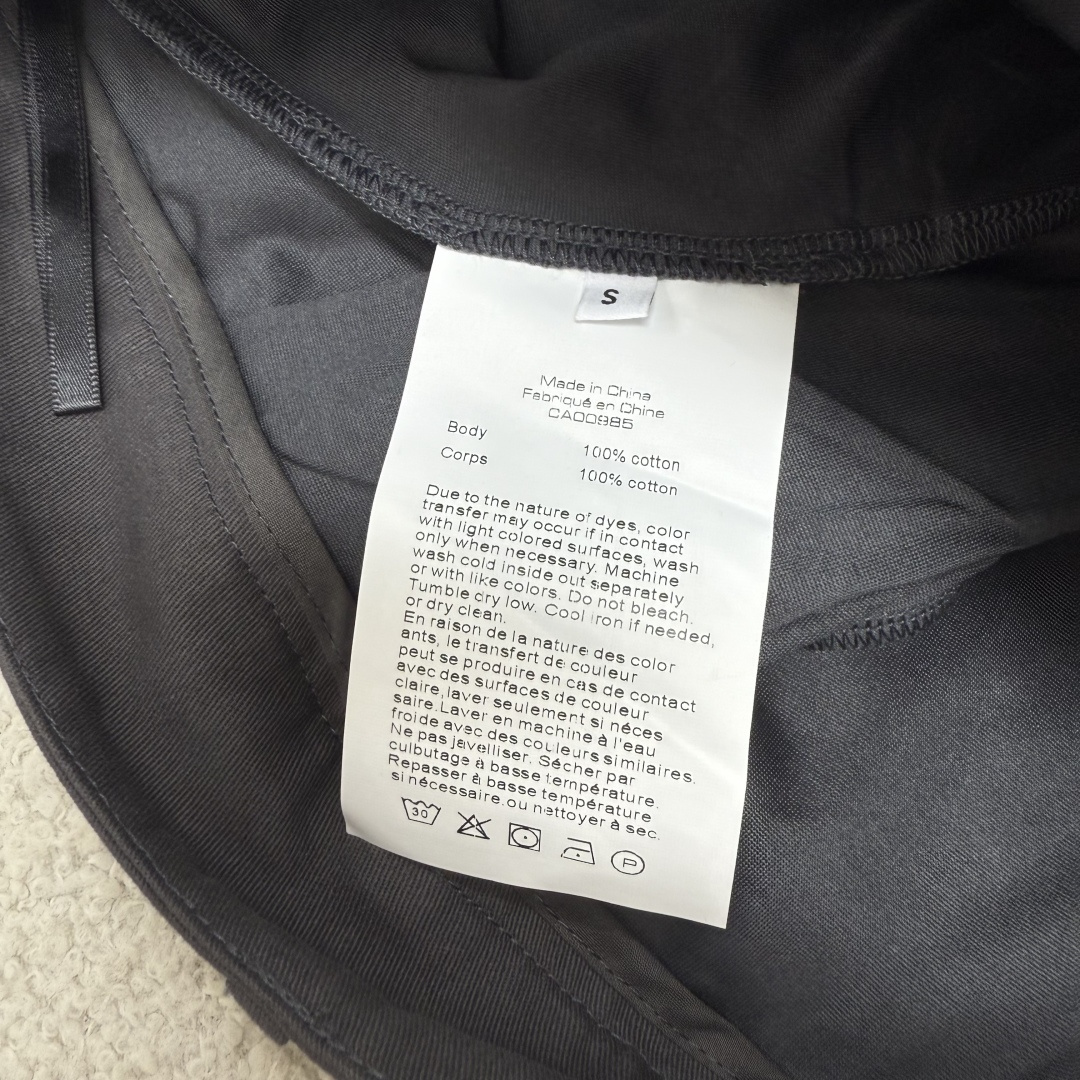 S
Made in China
Fabriqué en Chine
CA00985
Body 100% cotton
Corps 100% cotton
Due to the nature of dyes, color
transfer may occur if in contact
with light colored surfaces, wash
only when necessary. Machine
wash cold inside out separately
or with like colors. Do not bleach.
Tumble dry low. Cool iron if needed,
or dry clean.
En raison de la nature des color
ants, le transfert de couleur
peut se produire en cas de contact
avec des surfaces de couleur
claire,laver seulement si néces
saire.Laver en machine à l'eau
froide avec des couleurs similaires.
Ne pas javelliser. Sécher par
culbutage à basse température.
Repasser à basse température
si nécessaire.ou nettoyer à sec.
30
P